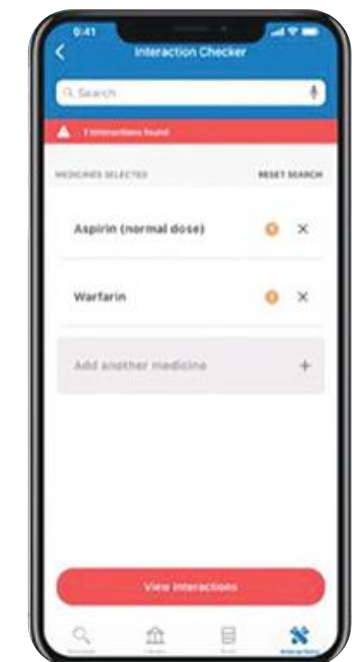 9:41
Interaction Checker
Search
1 interactions found
MEDICINES SELECTED RESET SEARCH
Aspirin (normal dose)
Warfarin
Add another medicine
View interactions
Interactions